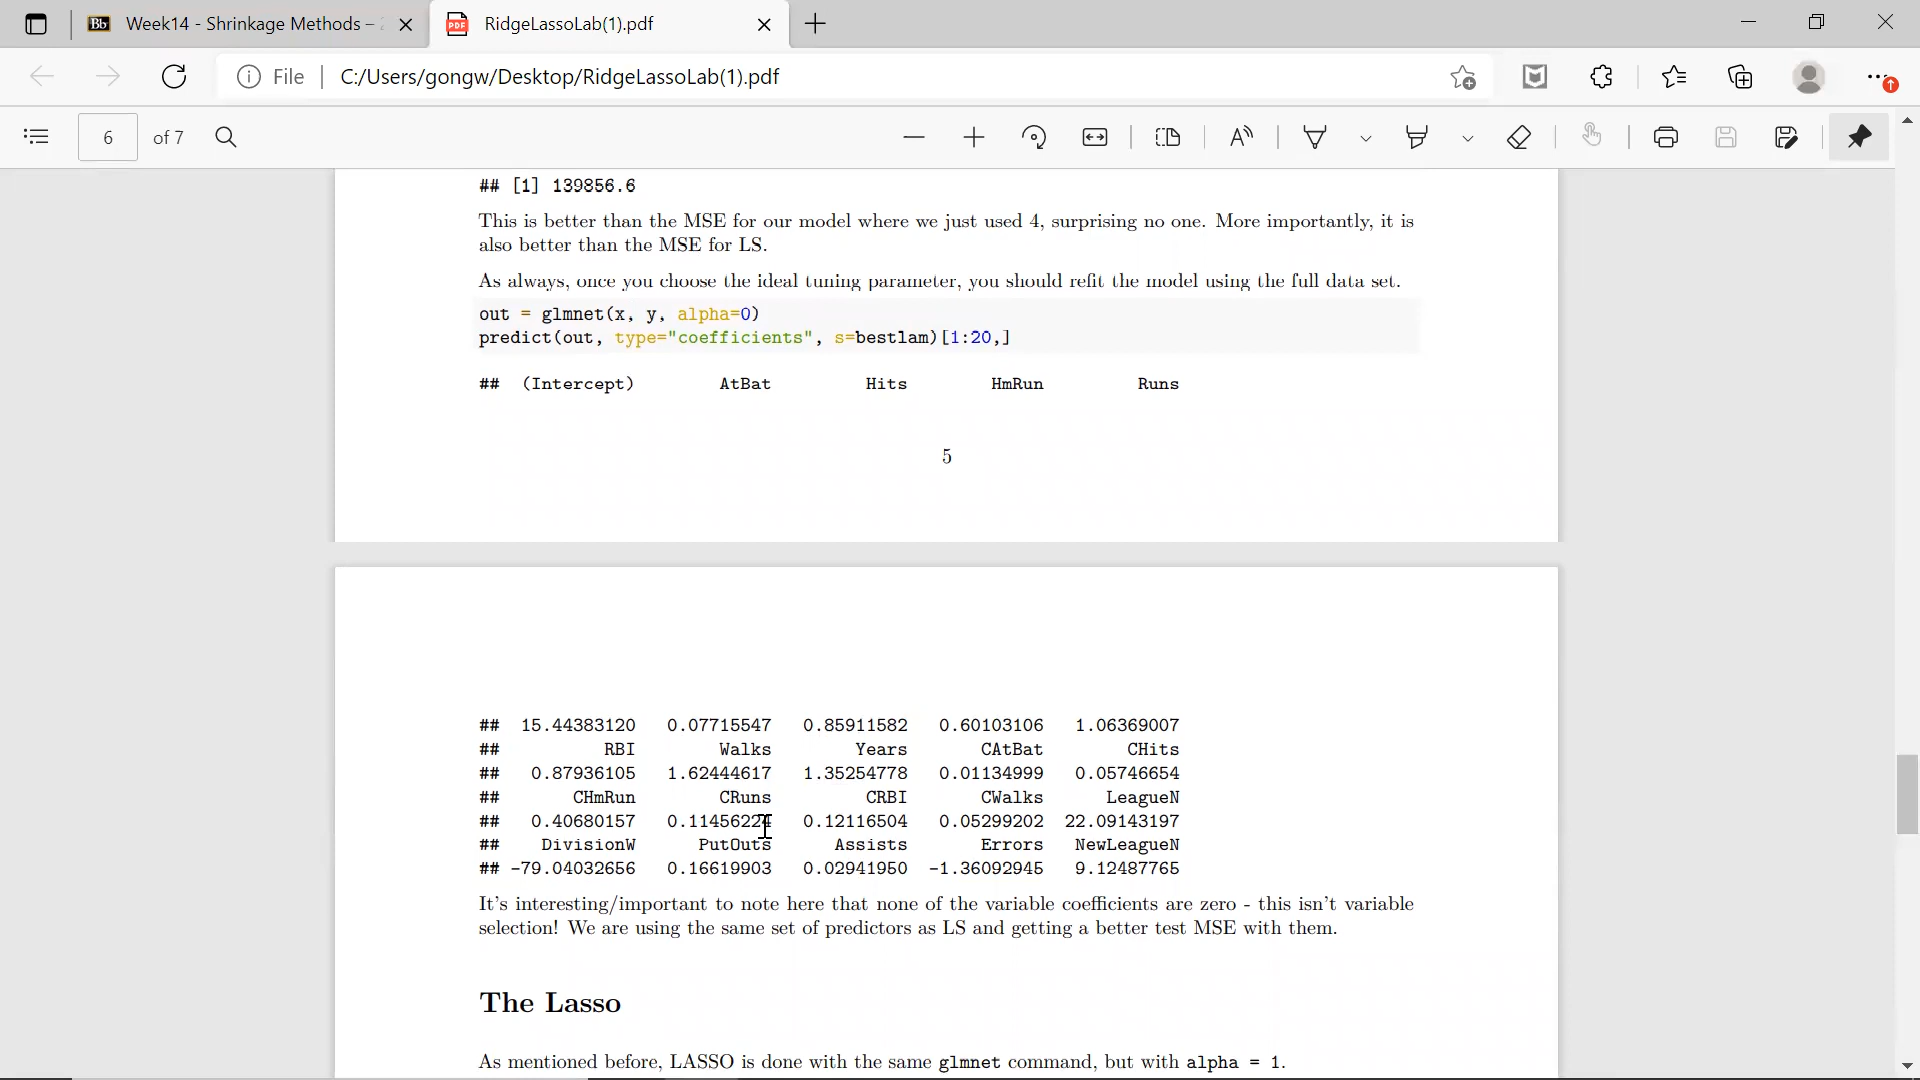 Bb Week14 - Shrinkage Methods – 2
PDF RidgeLassoLab(1).pdf
File C:/Users/gongw/Desktop/RidgeLassoLab(1).pdf
6 of 7
## [1] 139856.6
This is better than the MSE for our model where we just used 4, surprising no one. More importantly, it is
also better than the MSE for LS.
As always, once you choose the ideal tuning parameter, you should refit the model using the full data set.
out = glmnet(x, y, alpha=0)
predict(out, type="coefficients", s=bestlam)[1:20,]
## (Intercept) AtBat Hits HmRun Runs
5
## 15.44383120 0.07715547 0.85911582 0.60103106 1.06369007
## RBI Walks Years CAtBat CHits
## 0.87936105 1.62444617 1.35254778 0.01134999 0.05746654
## CHmRun CRuns CRBI CWalks LeagueN
## 0.40680157 0.11456224 0.12116504 0.05299202 22.09143197
## DivisionW PutOuts Assists Errors NewLeagueN
## -79.04032656 0.16619903 0.02941950 -1.36092945 9.12487765
It's interesting/important to note here that none of the variable coefficients are zero - this isn't variable
selection! We are using the same set of predictors as LS and getting a better test MSE with them.
The Lasso
As mentioned before, LASSO is done with the same glmnet command, but with alpha = 1.